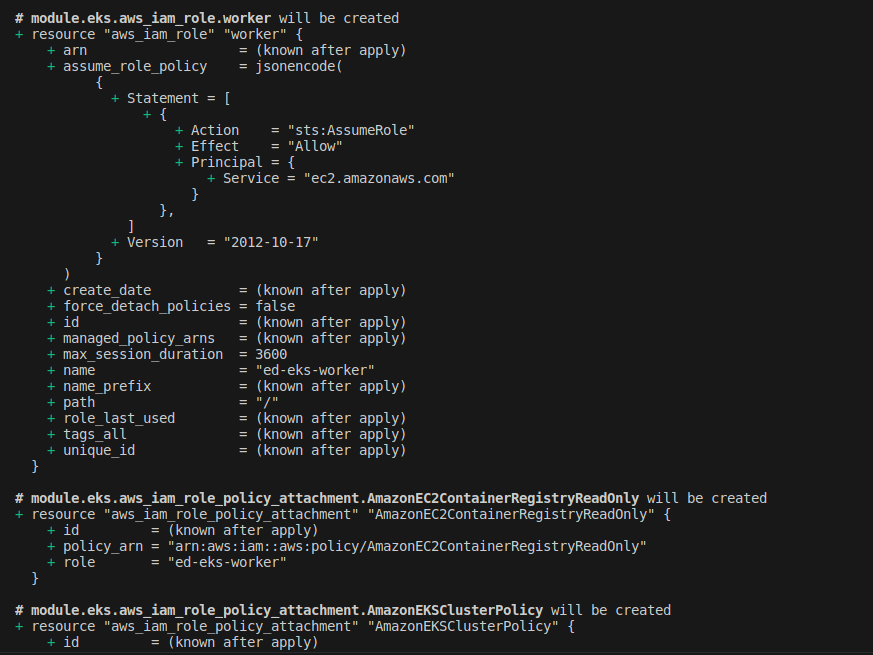 # module.eks.aws_iam_role.worker will be created
+ resource "aws_iam_role" "worker" {
    + arn                   = (known after apply)
    + assume_role_policy    = jsonencode(
          {
            + Statement = [
                + {
                    + Action    = "sts:AssumeRole"
                    + Effect    = "Allow"
                    + Principal = {
                        + Service = "ec2.amazonaws.com"
                      }
                  },
              ]
            + Version   = "2012-10-17"
          }
      )
    + create_date           = (known after apply)
    + force_detach_policies = false
    + id                    = (known after apply)
    + managed_policy_arns   = (known after apply)
    + max_session_duration  = 3600
    + name                  = "ed-eks-worker"
    + name_prefix           = (known after apply)
    + path                  = "/"
    + role_last_used        = (known after apply)
    + tags_all              = (known after apply)
    + unique_id             = (known after apply)
  }

# module.eks.aws_iam_role_policy_attachment.AmazonEC2ContainerRegistryReadOnly will be created
+ resource "aws_iam_role_policy_attachment" "AmazonEC2ContainerRegistryReadOnly" {
    + id         = (known after apply)
    + policy_arn = "arn:aws:iam::aws:policy/AmazonEC2ContainerRegistryReadOnly"
    + role       = "ed-eks-worker"
  }

# module.eks.aws_iam_role_policy_attachment.AmazonEKSClusterPolicy will be created
+ resource "aws_iam_role_policy_attachment" "AmazonEKSClusterPolicy" {
    + id         = (known after apply)